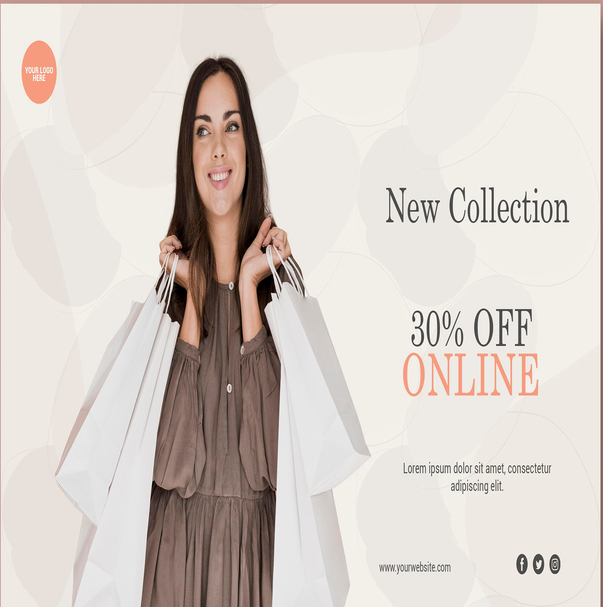 YOUR LOGO
HERE
New Collection
30% OFF
ONLINE
Lorem ipsum dolor sit amet, consectetur
adipiscing elit.
www.yourwebsite.com